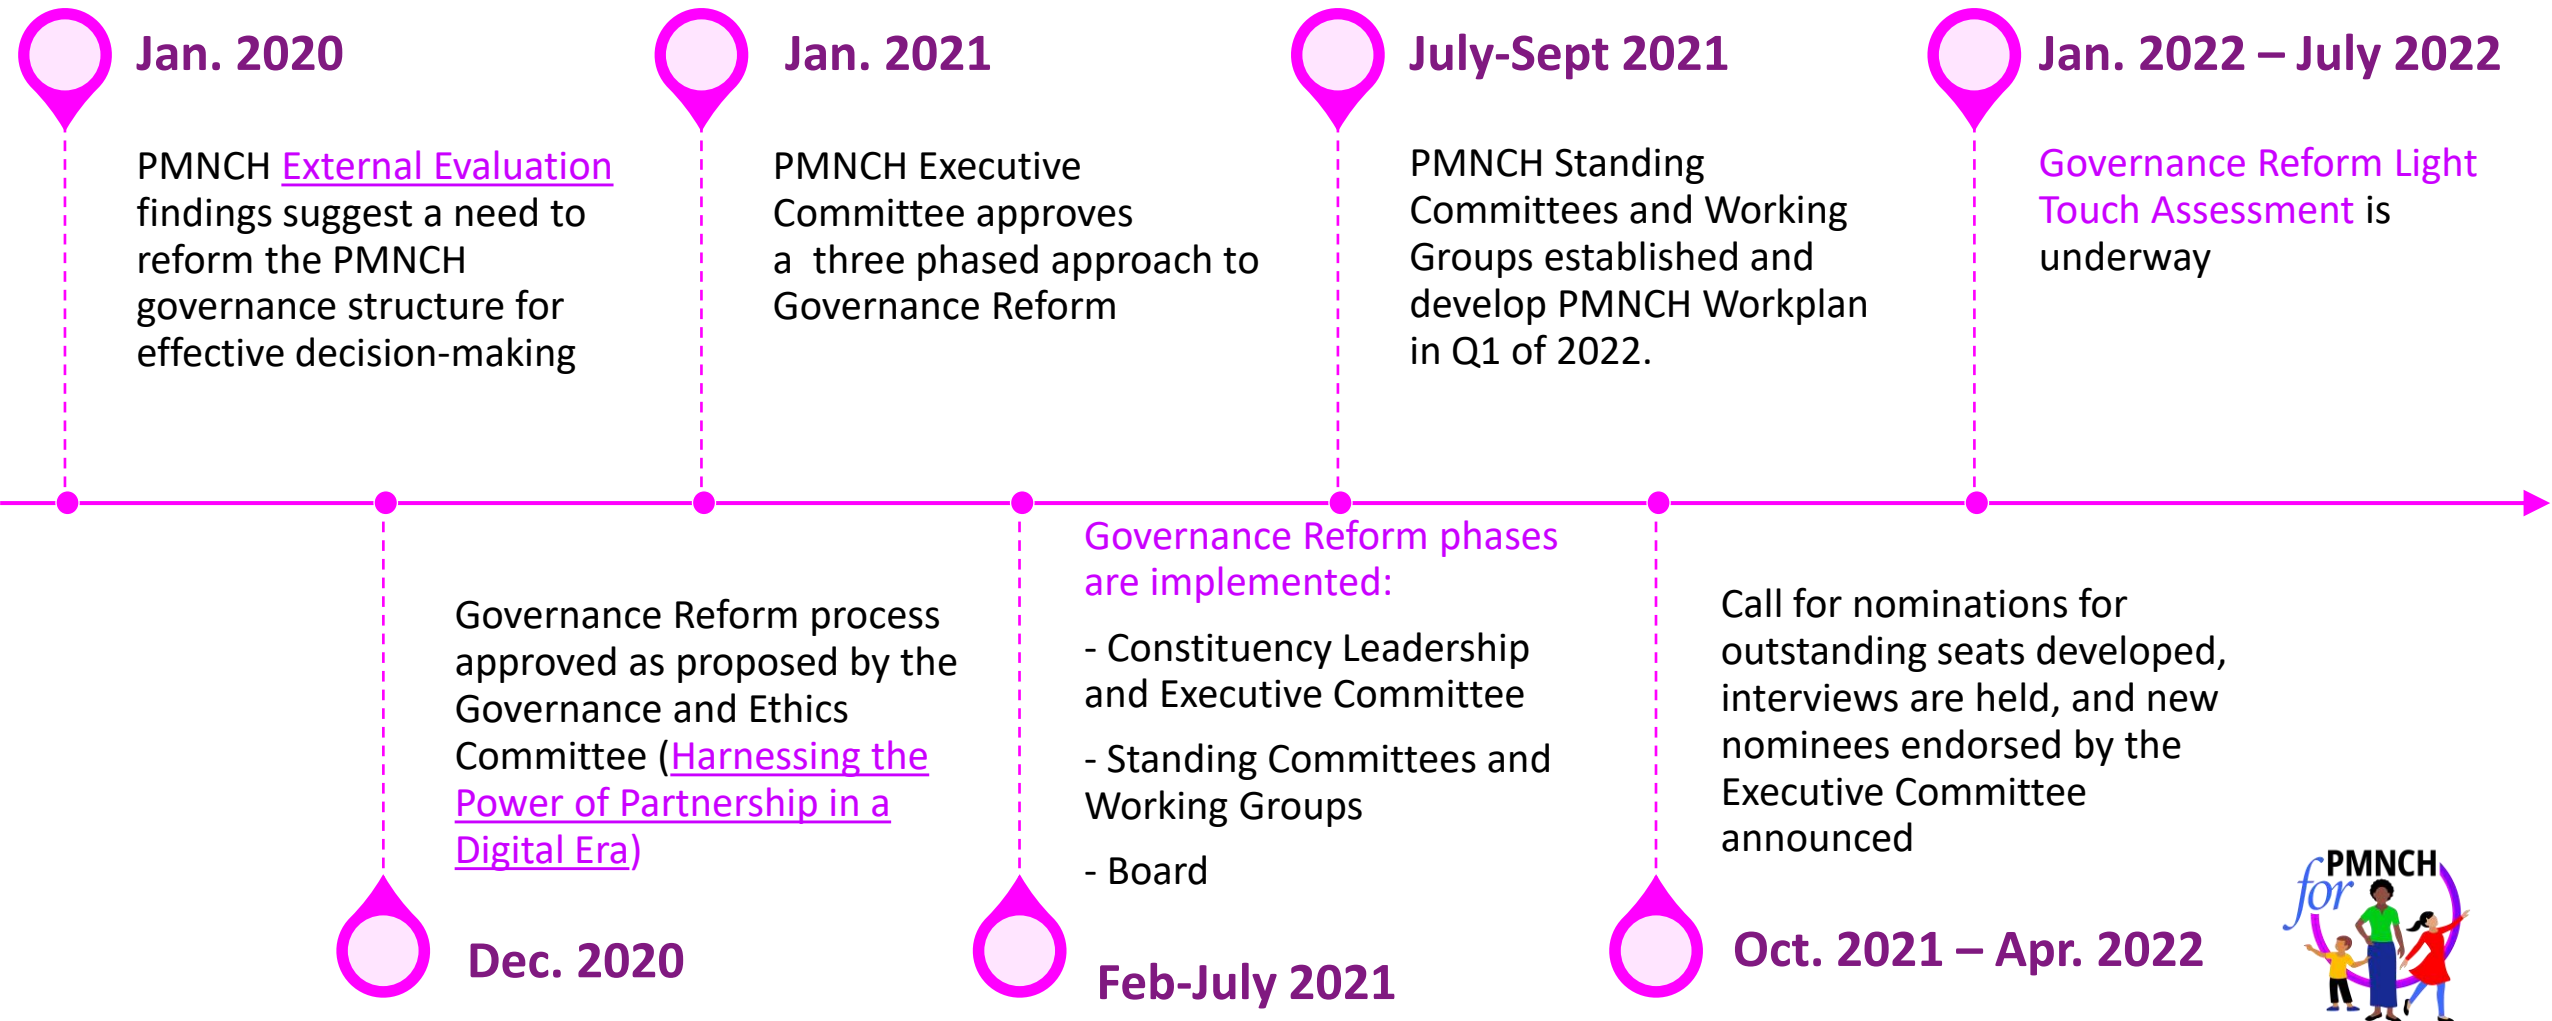 Jan. 2020
PMNCH External Evaluation
findings suggest a need to
reform the PMNCH
governance structure for
effective decision-making
Dec. 2020
Governance Reform process
approved as proposed by the
Governance and Ethics
Committee (Harnessing the
Power of Partnership in a
Digital Era)
Jan. 2021
PMNCH Executive
Committee approves
a  three phased approach to
Governance Reform
Feb-July 2021
Governance Reform phases
are implemented:
- Constituency Leadership
and Executive Committee
- Standing Committees and
Working Groups
- Board
July-Sept 2021
PMNCH Standing
Committees and Working
Groups established and
develop PMNCH Workplan
in Q1 of 2022.
Oct. 2021 – Apr. 2022
Call for nominations for
outstanding seats developed,
interviews are held, and new
nominees endorsed by the
Executive Committee
announced
Jan. 2022 – July 2022
Governance Reform Light
Touch Assessment is
underway
PMNCH
for